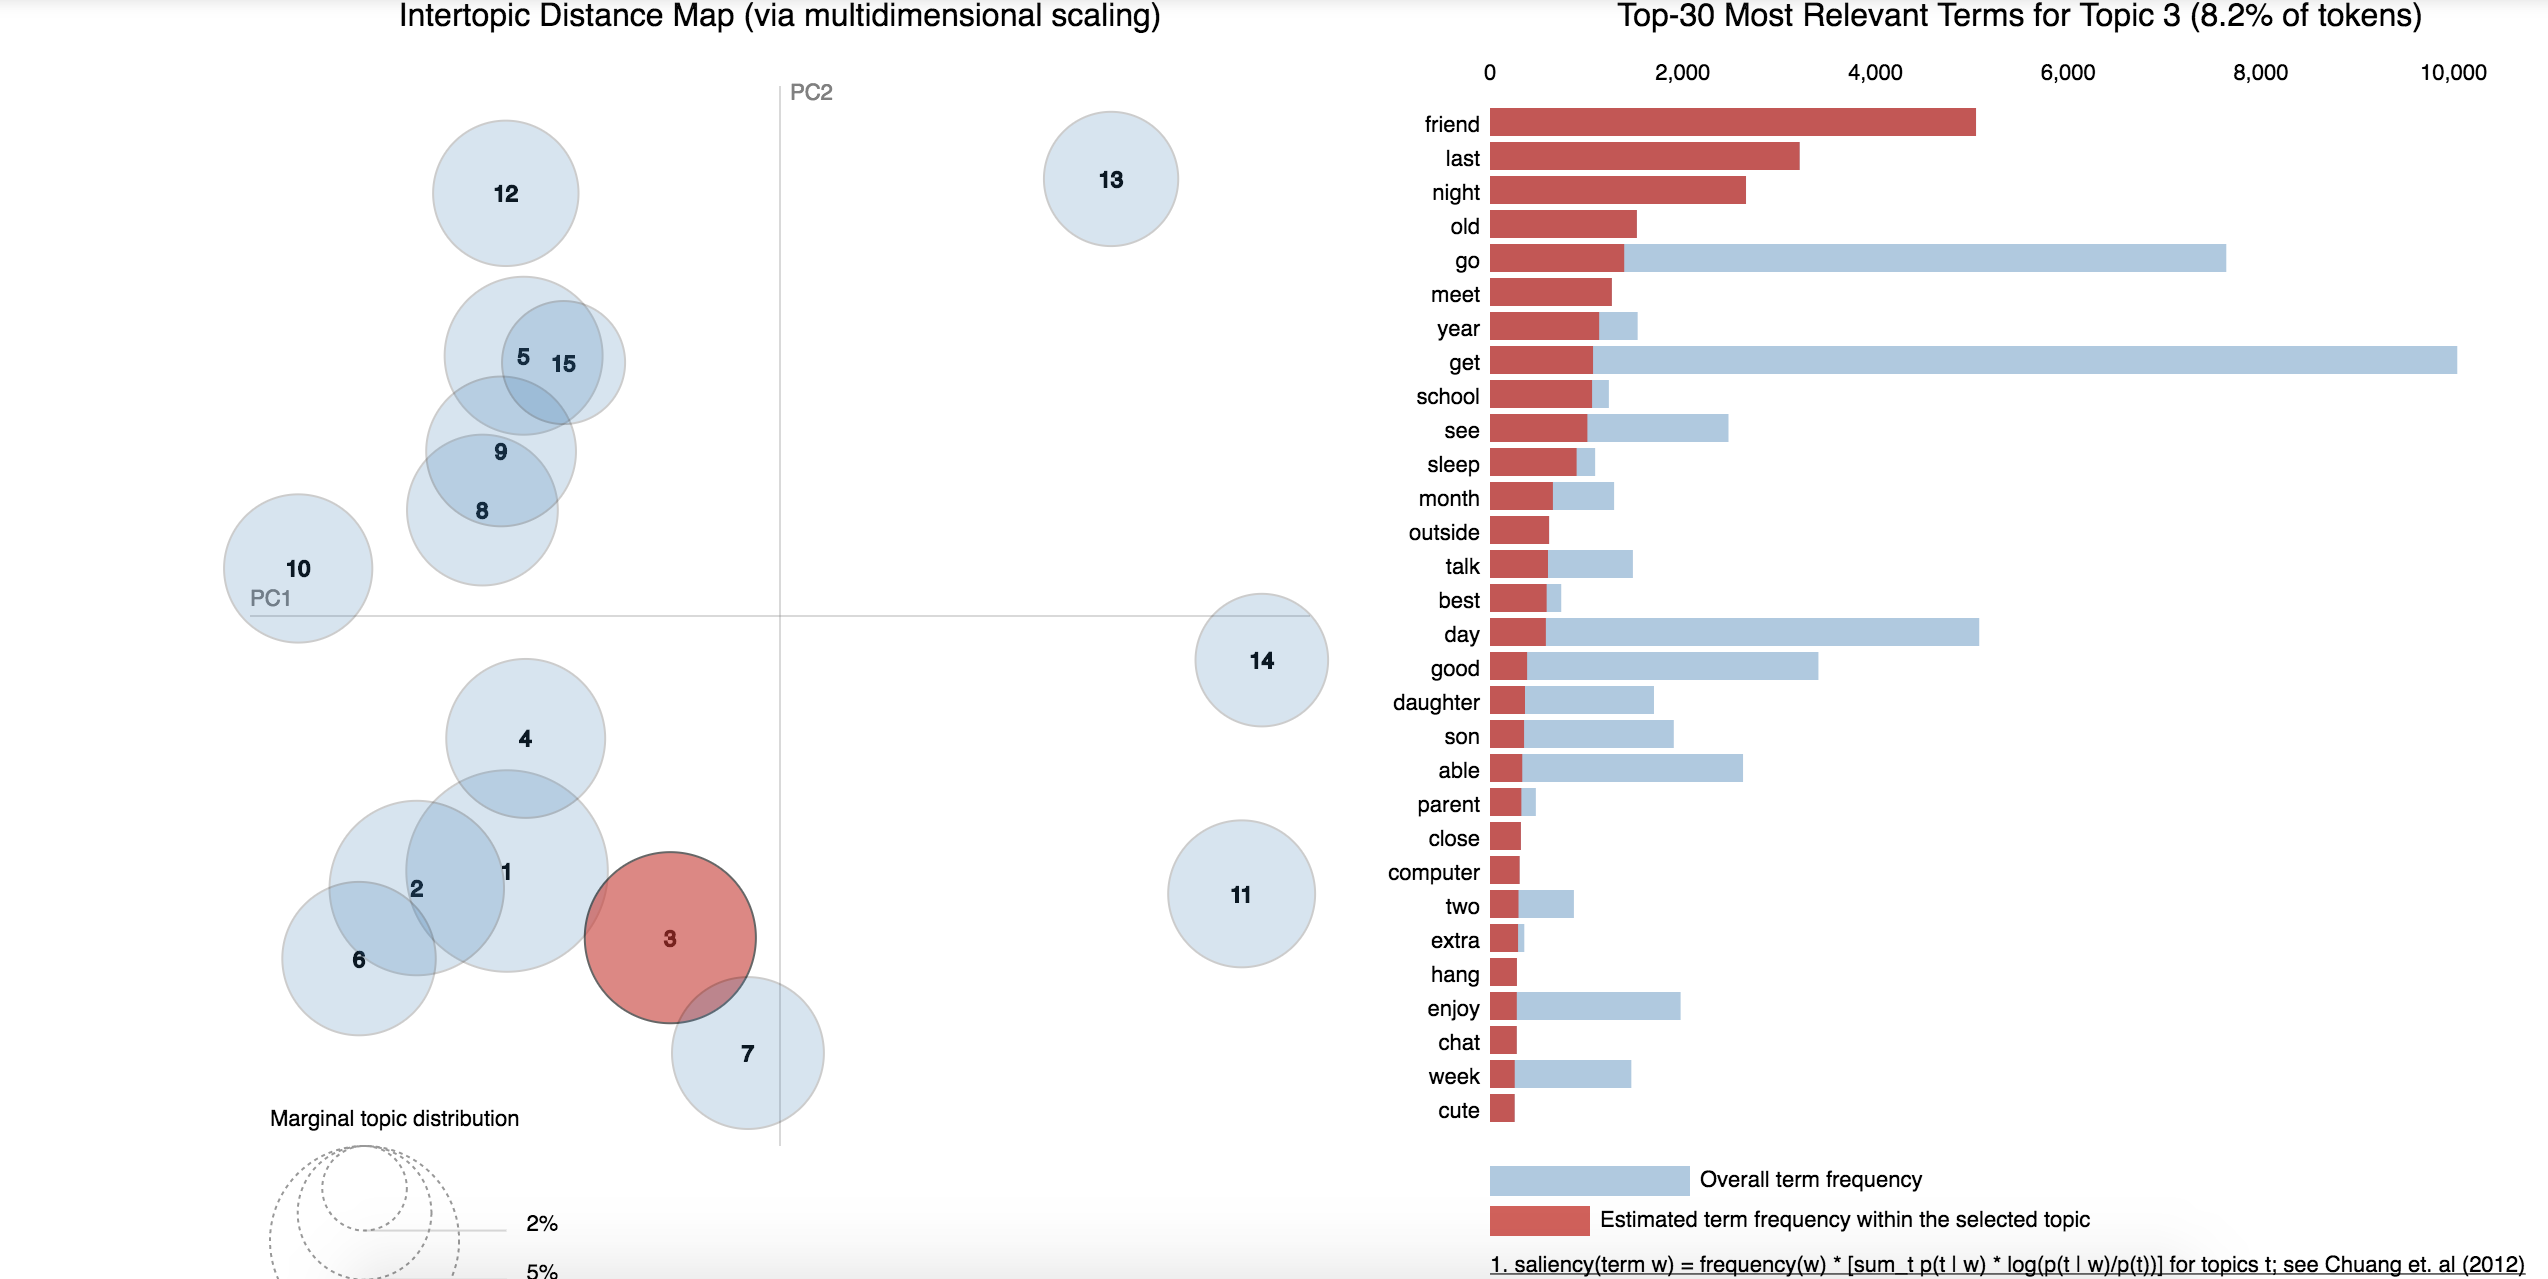 Intertopic Distance Map (via multidimensional scaling)
PC2
12
13
5
15
9
8
10
PC1
14
4
1
2
3
11
6
7
Marginal topic distribution
2%
5%
Top-30 Most Relevant Terms for Topic 3 (8.2% of tokens)
0 2,000 4,000 6,000 8,000 10,000
friend
last
night
old
go
meet
year
get
school
see
sleep
month
outside
talk
best
day
good
daughter
son
able
parent
close
computer
two
extra
hang
enjoy
chat
week
cute
Overall term frequency
Estimated term frequency within the selected topic
1. saliency(term w) = frequency(w) * [sum_t p(t | w) * log(p(t | w)/p(t))] for topics t; see Chuang et. al (2012)